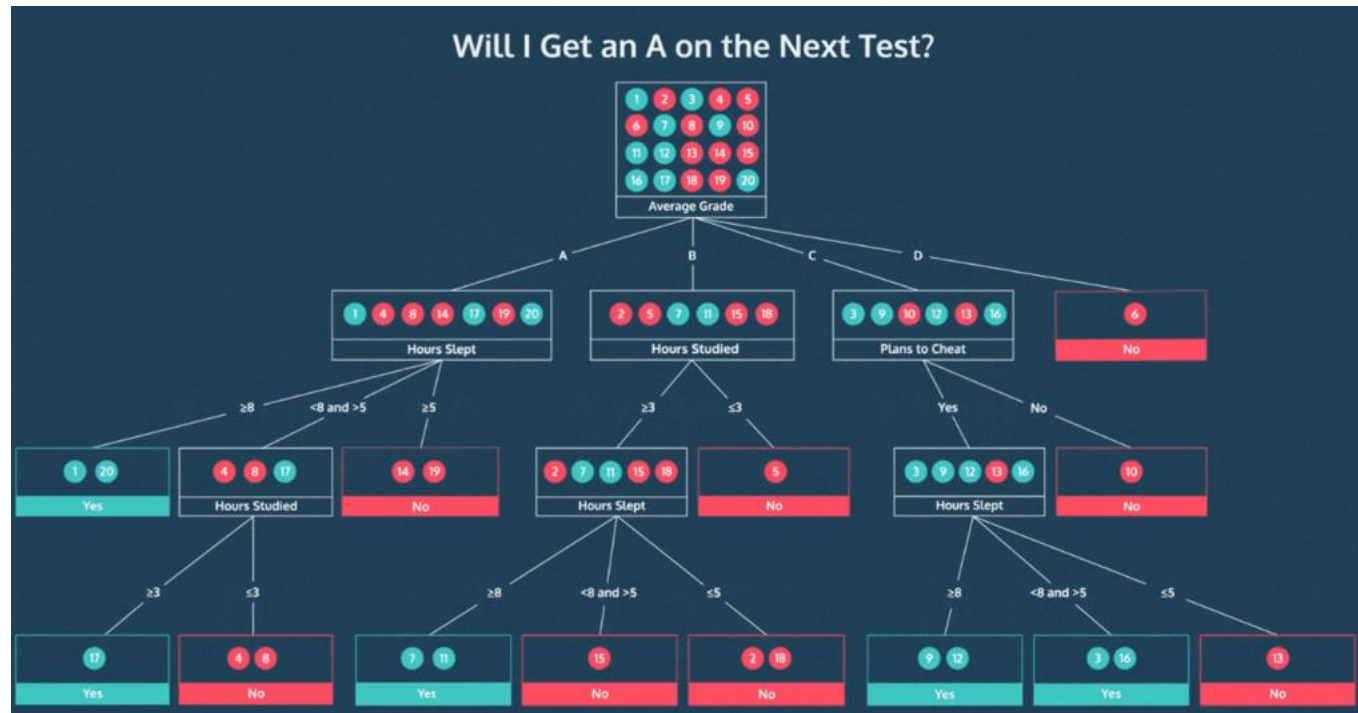 Will I Get an A on the Next Test?
1 2 3 4 5
6 7 8 9 10
11 12 13 14 15
16 17 18 19 20
Average Grade
A B C D
1 4 8 14 17 19 20
Hours Slept
2 5 7 11 15 18
Hours Studied
3 9 10 12 13 16
Plans to Cheat
6
No
≥8 <8 and >5 ≥5
≥3 ≤3
Yes No
1 20
Yes
4 8 17
Hours Studied
14 19
No
2 7 11 15 18
Hours Slept
5
No
3 9 12 13 16
Hours Slept
10
No
≥3 ≤3
≥8 <8 and >5 ≤5
≥8 <8 and >5 ≤5
17
Yes
4 8
No
7 11
Yes
15
No
2 18
No
9 12
Yes
3 16
Yes
13
No